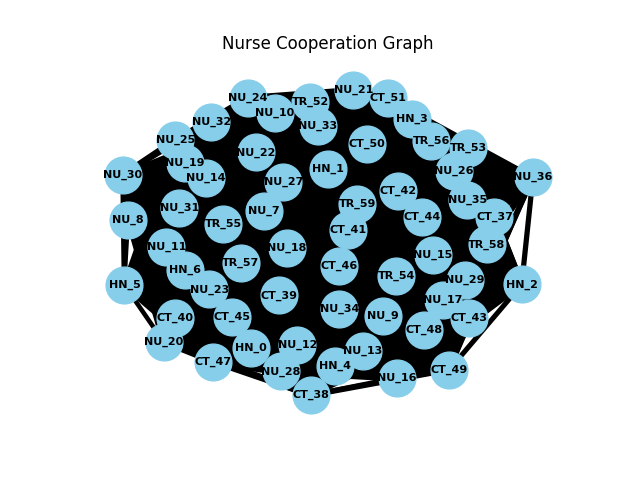 Nurse Cooperation Graph
NU_21
NU_24
CT_51
TR_52
NU_10
HN_3
NU_32
NU_33
NU_25
TR_56
CT_50
TR_53
NU_22
NU_19
HN_1
NU_26
NU_30
NU_36
NU_14
NU_27
CT_42
NU_35
TR_59
NU_31
NU_7
CT_44
CT_37
NU_8
TR_55
CT_41
TR_58
NU_11
NU_18
NU_15
TR_57
CT_46
HN_6
TR_54
NU_29
HN_5
HN_2
NU_23
CT_39
NU_17
NU_34
NU_9
CT_40
CT_45
CT_43
CT_48
NU_20
NU_12
HN_0
NU_13
CT_47
HN_4
CT_49
NU_28
NU_16
CT_38